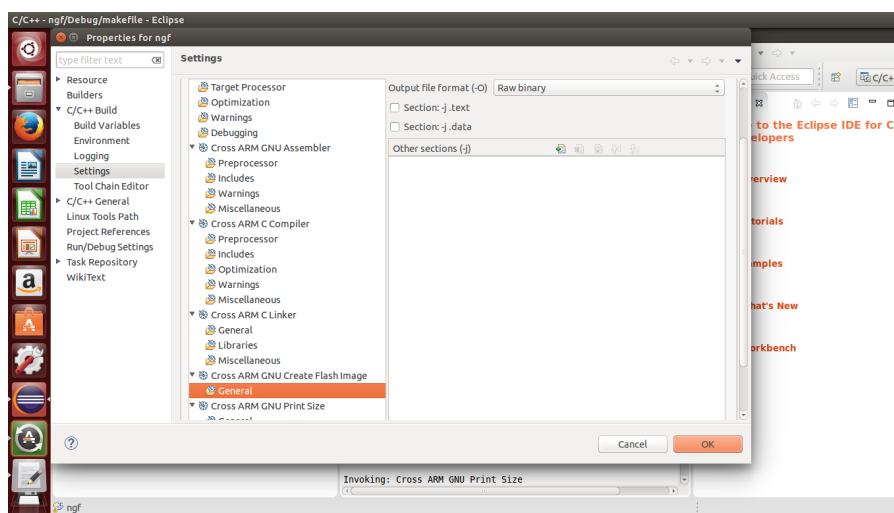 C/C++ - ngf/Debug/makefile - Eclipse
Properties for ngf
type filter text
Resource
Builders
C/C++ Build
Build Variables
Environment
Logging
Settings
Tool Chain Editor
C/C++ General
Linux Tools Path
Project References
Run/Debug Settings
Task Repository
WikiText
Settings
Target Processor
Optimization
Warnings
Debugging
Cross ARM GNU Assembler
Preprocessor
Includes
Warnings
Miscellaneous
Cross ARM C Compiler
Preprocessor
Includes
Optimization
Warnings
Miscellaneous
Cross ARM C Linker
General
Libraries
Miscellaneous
Cross ARM GNU Create Flash Image
General
Cross ARM GNU Print Size
General
Output file format (-O) Raw binary
Section: -j .text
Section: -j .data
Other sections (-j)
Cancel OK
uick Access C/C+
to the Eclipse IDE for C
elopers
erview
torials
mples
hat's New
orkbench
Invoking: Cross ARM GNU Print Size
ngf